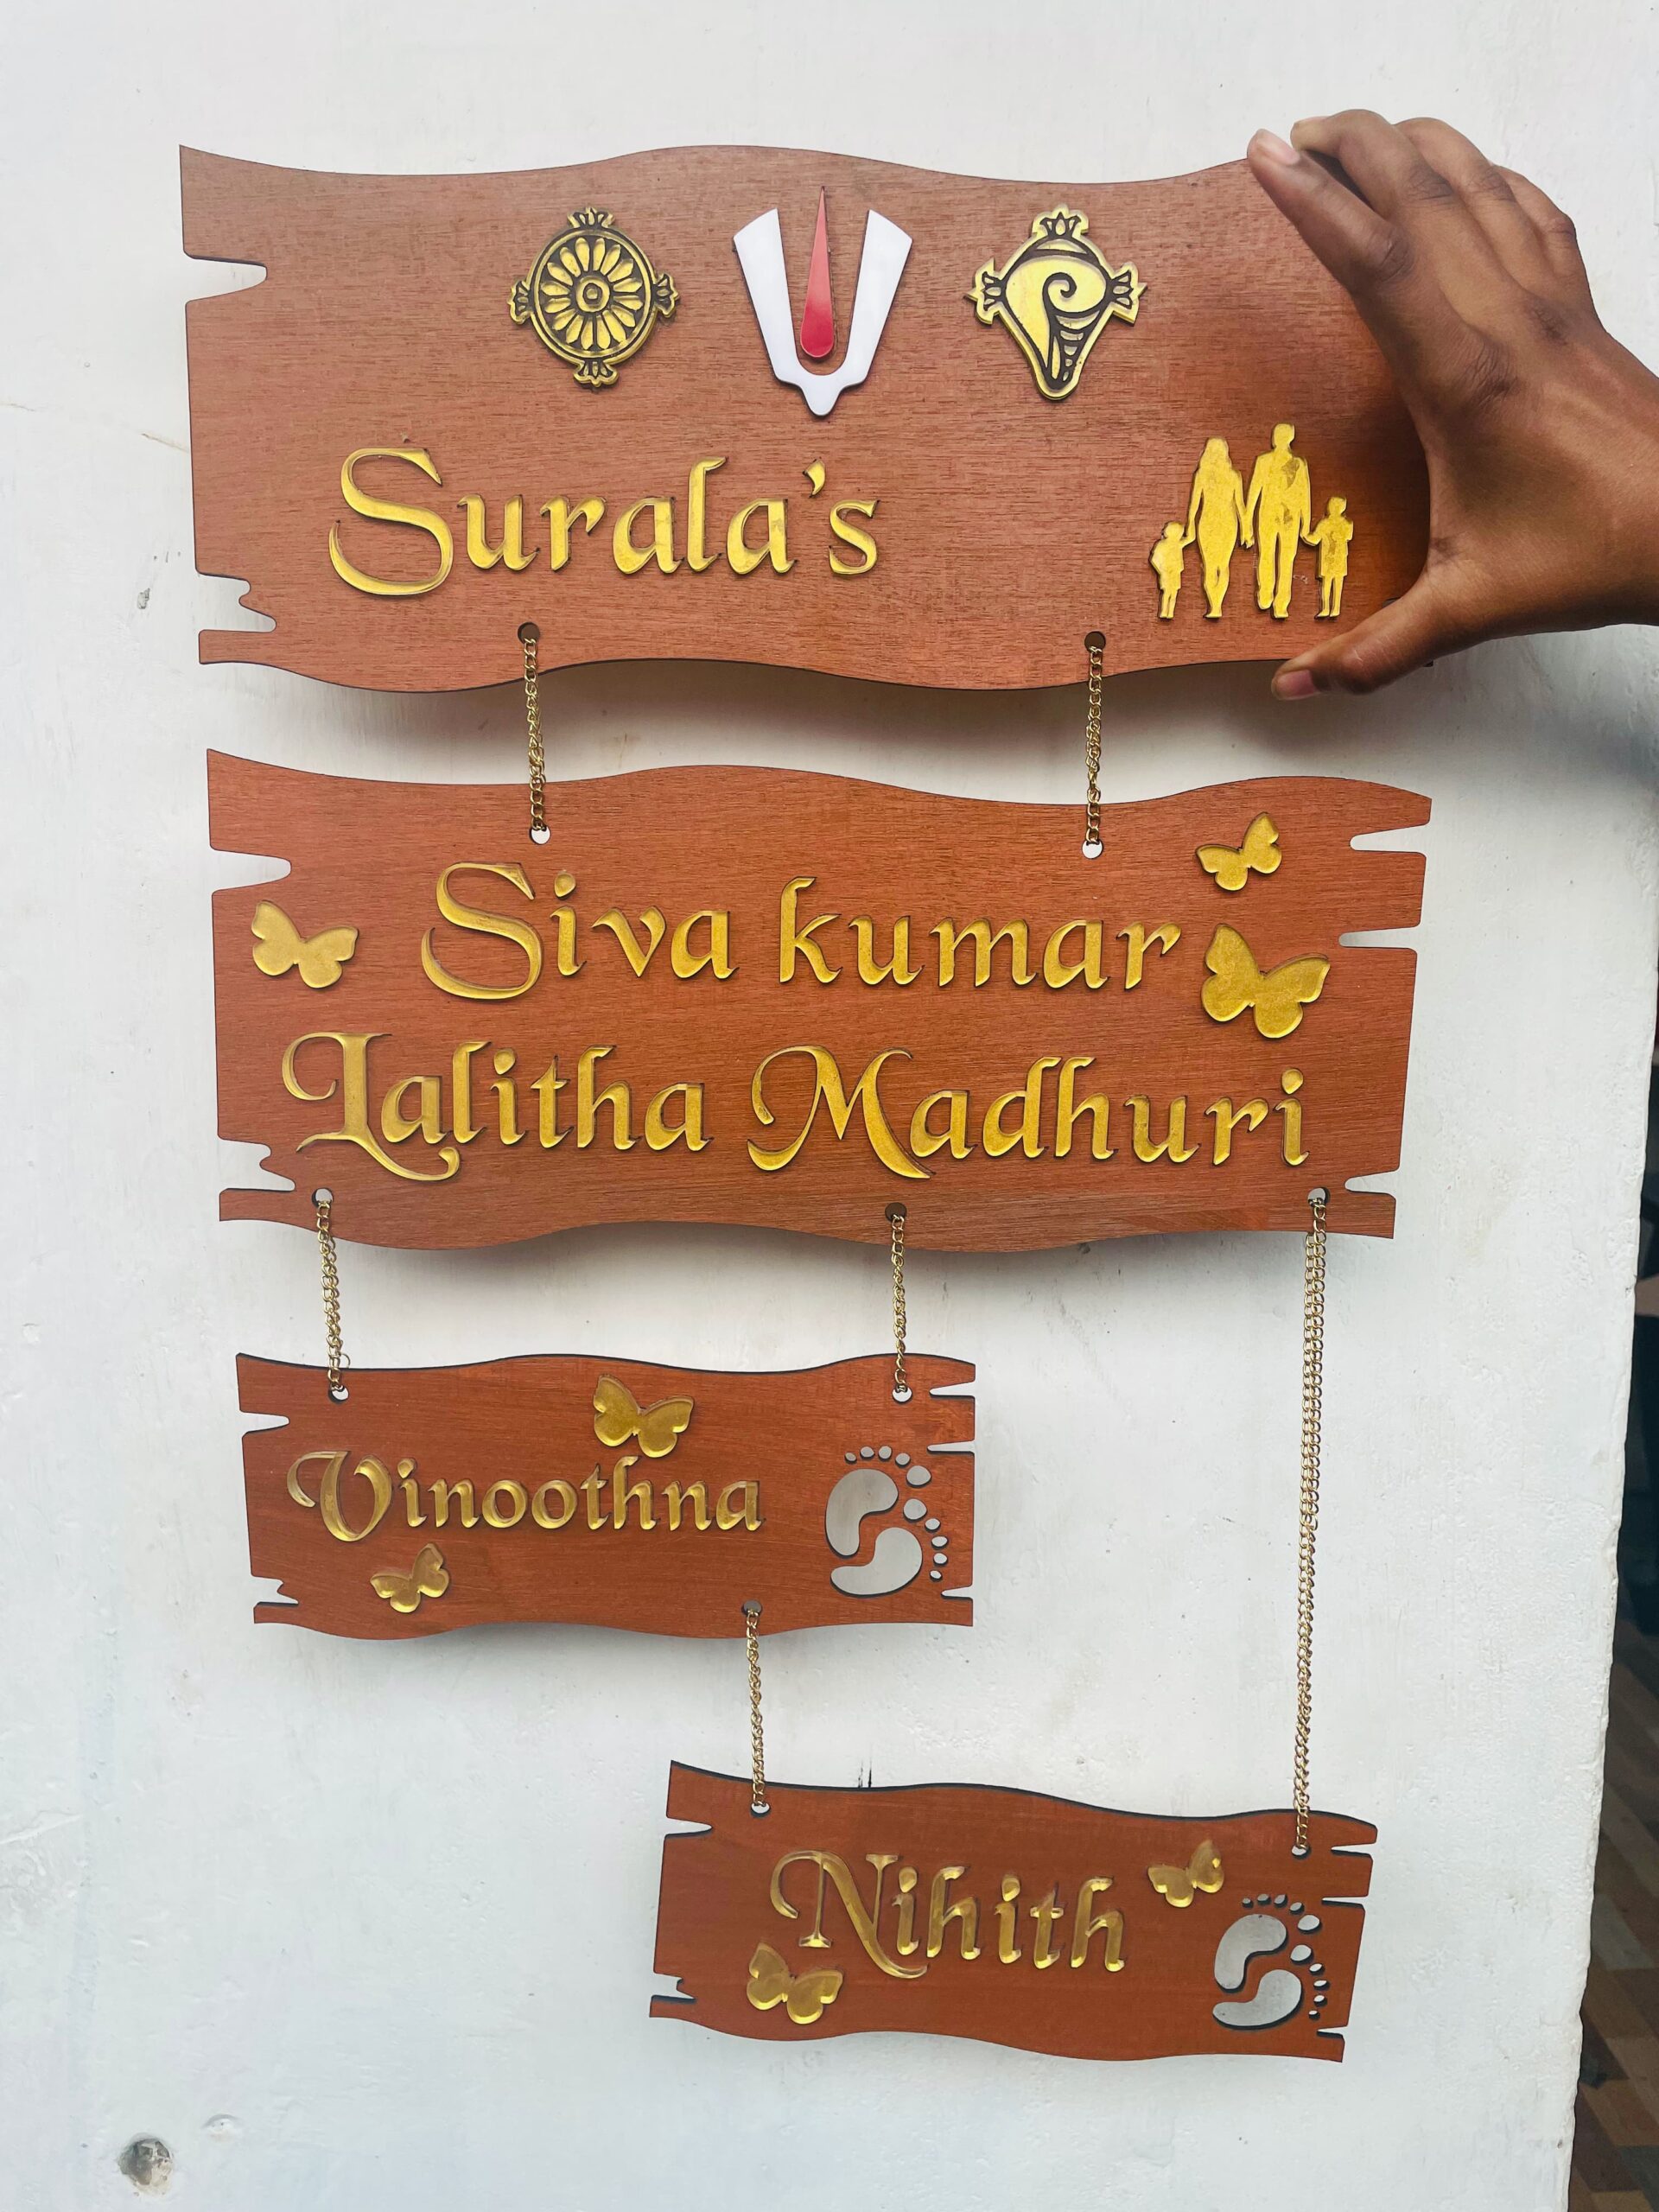 Surala's
Siva kumar
Lalitha Madhuri
Vinoothna
Nihith